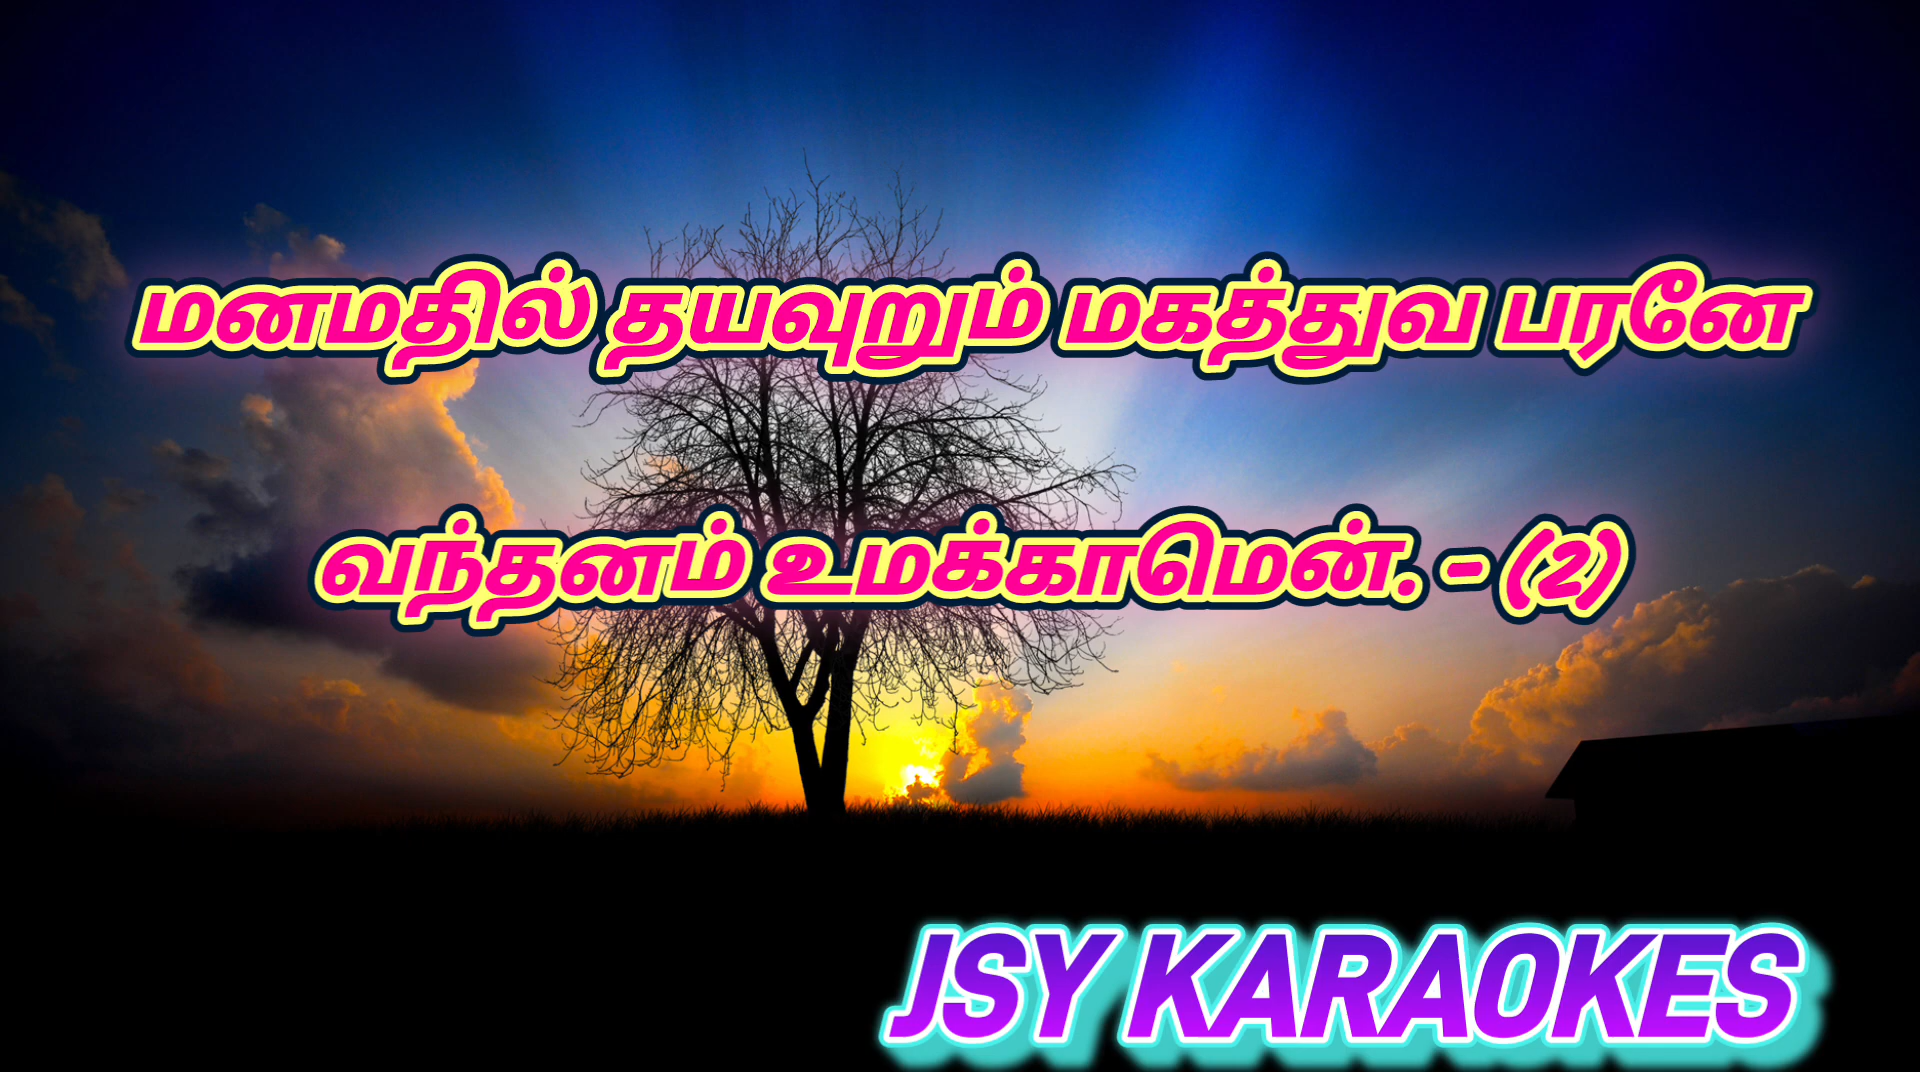 மனமதில் தயவுறும் மகத்துவ பரனே
வந்தனம் உமக்காமென். - (2)
JSY KARAOKES